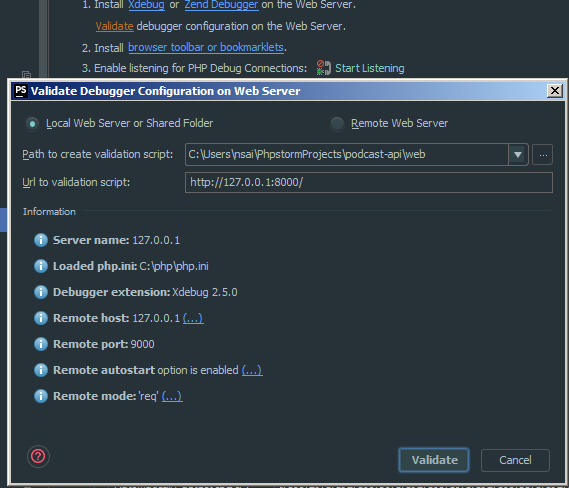 1. Install Xdebug or Zend Debugger on the Web Server.
Validate debugger configuration on the Web Server.
2. Install browser toolbar or bookmarklets.
3. Enable listening for PHP Debug Connections: Start Listening
PS Validate Debugger Configuration on Web Server
Local Web Server or Shared Folder Remote Web Server
Path to create validation script: C:\Users\nsai\PhpstormProjects\podcast-api\web ...
Url to validation script: http://127.0.0.1:8000/
Information
Server name: 127.0.0.1
Loaded php.ini: C:\php\php.ini
Debugger extension: Xdebug 2.5.0
Remote host: 127.0.0.1 (...)
Remote port: 9000
Remote autostart option is enabled (...)
Remote mode: 'req' (...)
? Validate Cancel